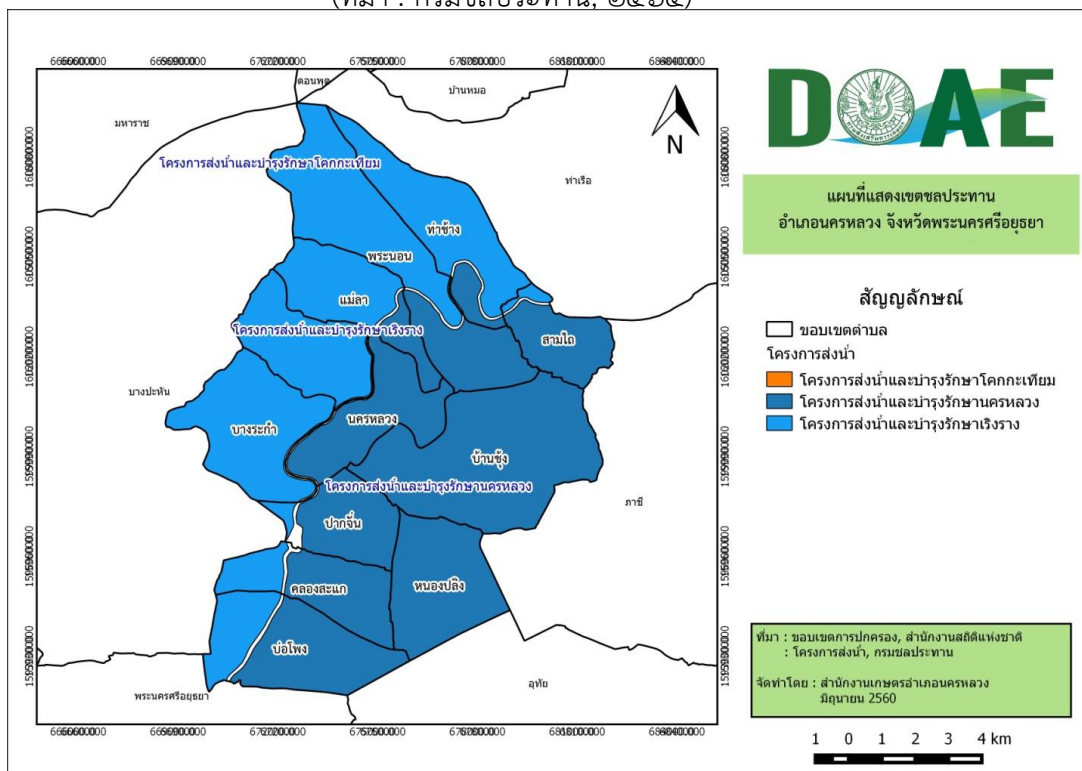 (ที่มา : กรมชลประทาน, ๒๕๖๔)
ดอนพุด
บ้านหมอ
มหาราช
N
DOAE
โครงการส่งน้ำและบำรุงรักษาโคกกะเทียม
ท่าเรือ
แผนที่แสดงเขตชลประทาน
อำเภอนครหลวง จังหวัดพระนครศรีอยุธยา
ท่าช้าง
พระนอน
แม่ลา
สัญญลักษณ์
ขอบเขตตำบล
โครงการส่งน้ำ
โครงการส่งน้ำและบำรุงรักษาโคกกะเทียม
โครงการส่งน้ำและบำรุงรักษานครหลวง
โครงการส่งน้ำและบำรุงรักษาเริงราง
โครงการส่งน้ำและบำรุงรักษาเริงราง
สามไถ
บางปะหัน
นครหลวง
บางระกำ
บ้านชุ้ง
โครงการส่งน้ำและบำรุงรักษานครหลวง
ภาชี
ปากจั่น
หนองปลิง
คลองสะแก
บ่อโพง
อุทัย
พระนครศรีอยุธยา
ที่มา : ขอบเขตการปกครอง, สำนักงานสถิติแห่งชาติ
: โครงการส่งน้ำ, กรมชลประทาน
จัดทำโดย : สำนักงานเกษตรอำเภอนครหลวง
มิถุนายน 2560
1 0 1 2 3 4 km